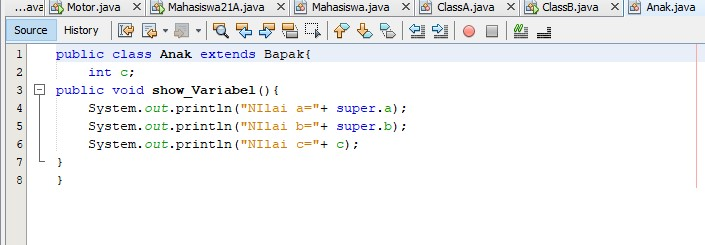 ...ava Motor.java Mahasiswa21A.java Mahasiswa.java ClassA.java ClassB.java Anak.java
Source History
1 public class Anak extends Bapak{
2 int c;
3 public void show_Variabel(){
4 System.out.println("NIlai a="+ super.a);
5 System.out.println("NIlai b="+ super.b);
6 System.out.println("NIlai c="+ c);
7 }
8 }